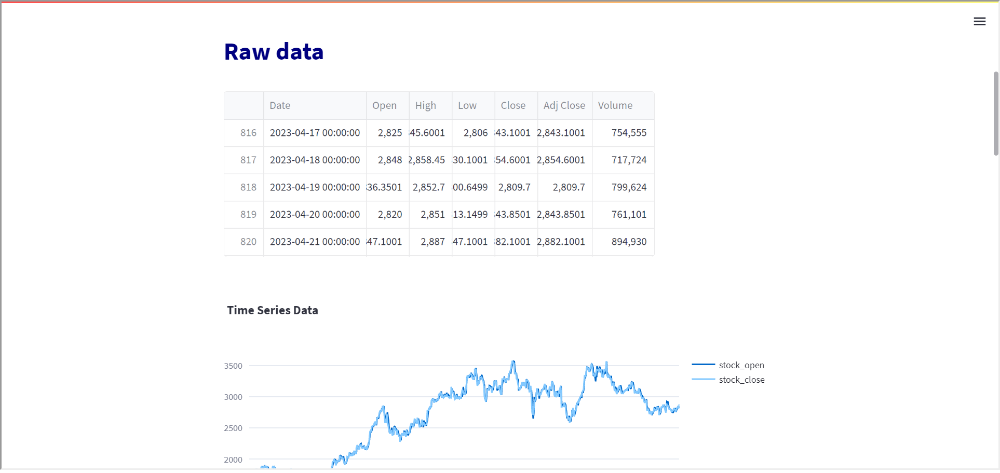 Raw data
Date Open High Low Close Adj Close Volume
816 2023-04-17 00:00:00 2,825 45.6001 2,806 43.1001 2,843.1001 754,555
817 2023-04-18 00:00:00 2,848 2,858.45 30.1001 54.6001 2,854.6001 717,724
818 2023-04-19 00:00:00 36.3501 2,852.7 00.6499 2,809.7 2,809.7 799,624
819 2023-04-20 00:00:00 2,820 2,851 13.1499 43.8501 2,843.8501 761,101
820 2023-04-21 00:00:00 47.1001 2,887 47.1001 82.1001 2,882.1001 894,930
Time Series Data
3500
3000
2500
2000
stock_open
stock_close